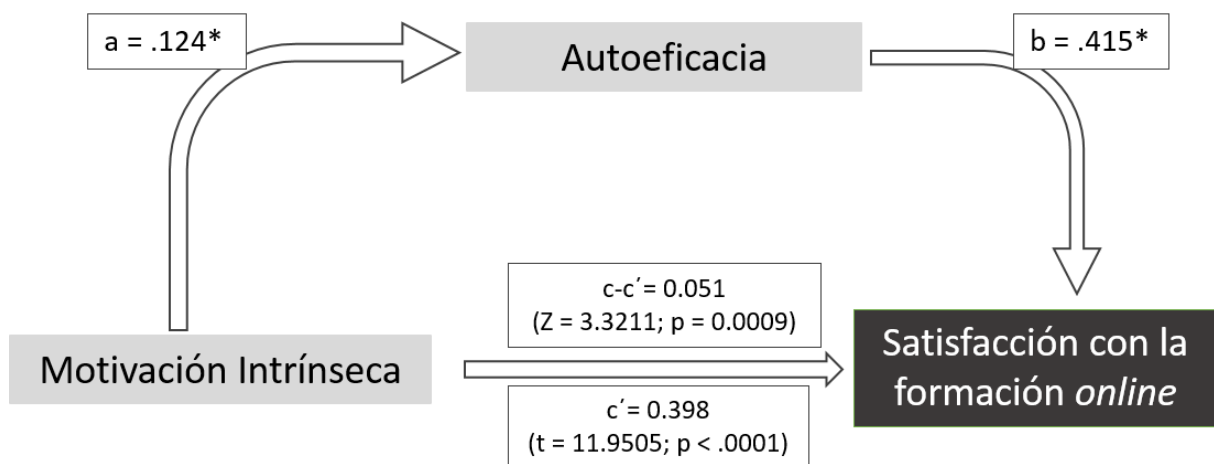 a = .124*
Autoeficacia
b = .415*
c-c´= 0.051
(Z = 3.3211; p = 0.0009)
Motivación Intrínseca
Satisfacción con la
formación online
c´= 0.398
(t = 11.9505; p < .0001)